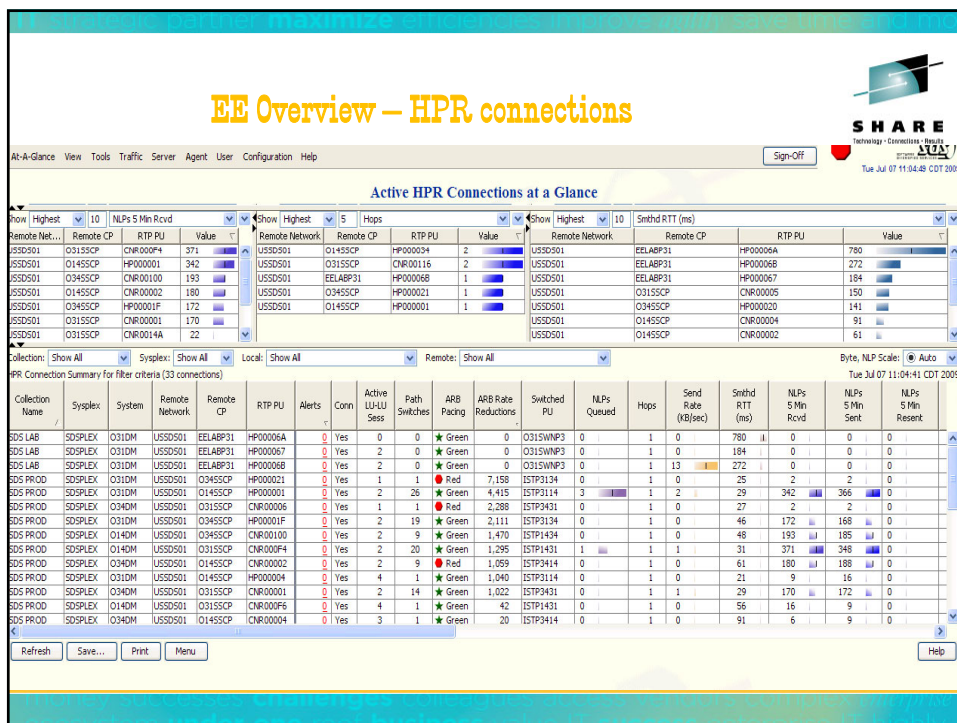 IT strategic partner maximize efficiencies improve save time and mo
EE Overview – HPR connections
SHARE
Technology · Connections · Results
At-A-Glance View Tools Traffic Server Agent User Configuration Help
Sign-Off
Tue Jul 07 11:04:49 CDT 2009
Active HPR Connections at a Glance
Show Highest 10 NLPs 5 Min Rcvd
Remote Net... Remote CP RTP PU Value
USSDS01 O31SSCP CNR000F4 371
USSDS01 O14SSCP HP000001 342
USSDS01 O34SSCP CNR00100 193
USSDS01 O14SSCP CNR00002 180
USSDS01 O34SSCP HP00001F 172
USSDS01 O31SSCP CNR00001 170
USSDS01 O31SSCP CNR0014A 22
Show Highest 5 Hops
Remote Network Remote CP RTP PU Value
USSDS01 O14SSCP HP000034 2
USSDS01 O31SSCP CNR00116 2
USSDS01 EELABP31 HP00006B 1
USSDS01 O34SSCP HP000021 1
USSDS01 O14SSCP HP000001 1
Show Highest 10 Smthd RTT (ms)
Remote Network Remote CP RTP PU Value
USSDS01 EELABP31 HP00006A 780
USSDS01 EELABP31 HP00006B 272
USSDS01 EELABP31 HP000067 184
USSDS01 O31SSCP CNR00005 150
USSDS01 O34SSCP HP000020 141
USSDS01 O14SSCP CNR00004 91
USSDS01 O14SSCP CNR00002 61
Collection: Show All Sysplex: Show All Local: Show All Remote: Show All Byte, NLP Scale: Auto
HPR Connection Summary for filter criteria (33 connections) Tue Jul 07 11:04:41 CDT 2009
Collection Name Sysplex System Remote Network Remote CP RTP PU Alerts Conn Active LU-LU Sess Path Switches ARB Pacing ARB Rate Reductions Switched PU NLPs Queued Hops Send Rate (KB/sec) Smthd RTT (ms) NLPs 5 Min Rcvd NLPs 5 Min Sent NLPs 5 Min Resent
SDS LAB SDSPLEX O31DM USSDS01 EELABP31 HP00006A 0 Yes 0 0 Green 0 O31SWNP3 0 1 0 780 0 0 0
SDS LAB SDSPLEX O31DM USSDS01 EELABP31 HP000067 0 Yes 2 0 Green 0 O31SWNP3 0 1 0 184 0 0 0
SDS LAB SDSPLEX O31DM USSDS01 EELABP31 HP00006B 0 Yes 2 0 Green 0 O31SWNP3 0 1 13 272 0 0 0
SDS PROD SDSPLEX O31DM USSDS01 O34SSCP HP000021 0 Yes 1 1 Red 7,158 ISTP3134 0 1 0 25 2 2 0
SDS PROD SDSPLEX O31DM USSDS01 O14SSCP HP000001 0 Yes 2 26 Green 4,415 ISTP3114 3 1 2 29 342 366 0
SDS PROD SDSPLEX O34DM USSDS01 O31SSCP CNR00006 0 Yes 1 1 Red 2,288 ISTP3431 0 1 0 27 2 2 0
SDS PROD SDSPLEX O31DM USSDS01 O34SSCP HP00001F 0 Yes 2 19 Green 2,111 ISTP3134 0 1 0 46 172 168 0
SDS PROD SDSPLEX O14DM USSDS01 O34SSCP CNR00100 0 Yes 2 9 Green 1,470 ISTP1434 0 1 0 48 193 185 0
SDS PROD SDSPLEX O14DM USSDS01 O31SSCP CNR000F4 0 Yes 2 20 Green 1,295 ISTP1431 1 1 1 31 371 348 0
SDS PROD SDSPLEX O34DM USSDS01 O14SSCP CNR00002 0 Yes 2 9 Red 1,059 ISTP3414 0 1 0 61 180 188 0
SDS PROD SDSPLEX O31DM USSDS01 O14SSCP HP000004 0 Yes 4 1 Green 1,040 ISTP3114 0 1 0 21 9 16 0
SDS PROD SDSPLEX O34DM USSDS01 O31SSCP CNR00001 0 Yes 2 14 Green 1,022 ISTP3431 0 1 1 29 170 172 0
SDS PROD SDSPLEX O14DM USSDS01 O31SSCP CNR000F6 0 Yes 4 1 Green 42 ISTP1431 0 1 0 56 16 9 0
SDS PROD SDSPLEX O34DM USSDS01 O14SSCP CNR00004 0 Yes 3 1 Green 20 ISTP3414 0 1 0 91 6 9 0
Refresh Save... Print Menu Help
money successes challenges colleagues